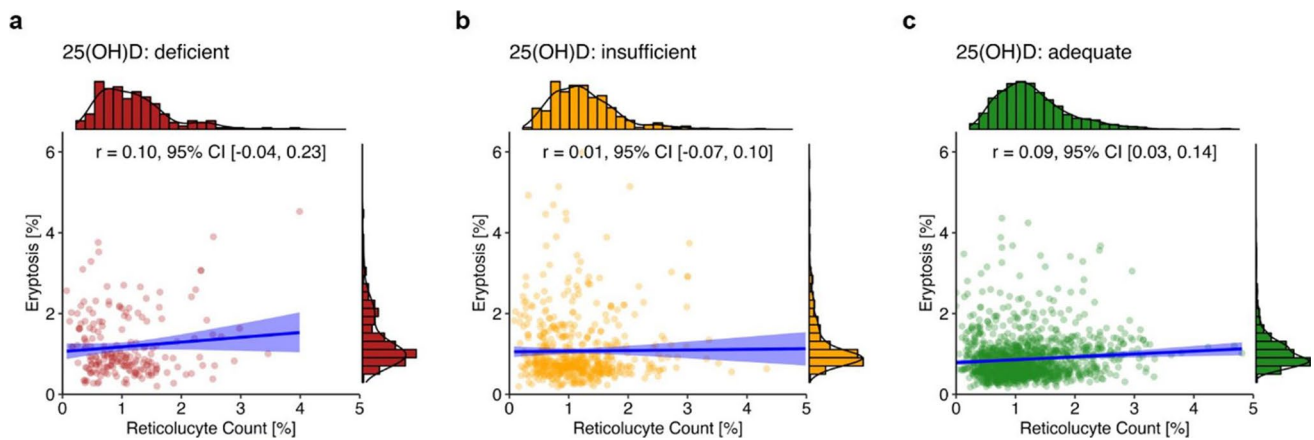 a
25(OH)D: deficient
r = 0.10, 95% CI [-0.04, 0.23]
Eryptosis [%]
6
4
2
0
0 1 2 3 4 5
Reticolucyte Count [%]
b
25(OH)D: insufficient
r = 0.01, 95% CI [-0.07, 0.10]
Eryptosis [%]
6
4
2
0
0 1 2 3 4 5
Reticolucyte Count [%]
c
25(OH)D: adequate
r = 0.09, 95% CI [0.03, 0.14]
Eryptosis [%]
6
4
2
0
0 1 2 3 4 5
Reticolucyte Count [%]